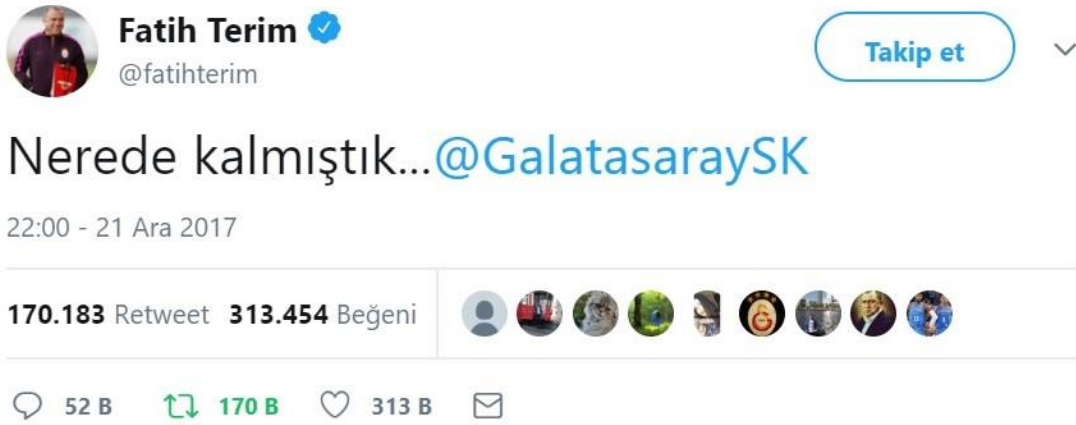 Fatih Terim
@fatihterim
Takip et
Nerede kalmıştık...@GalatasaraySK
22:00 - 21 Ara 2017
170.183 Retweet 313.454 Beğeni
52 B 170 B 313 B